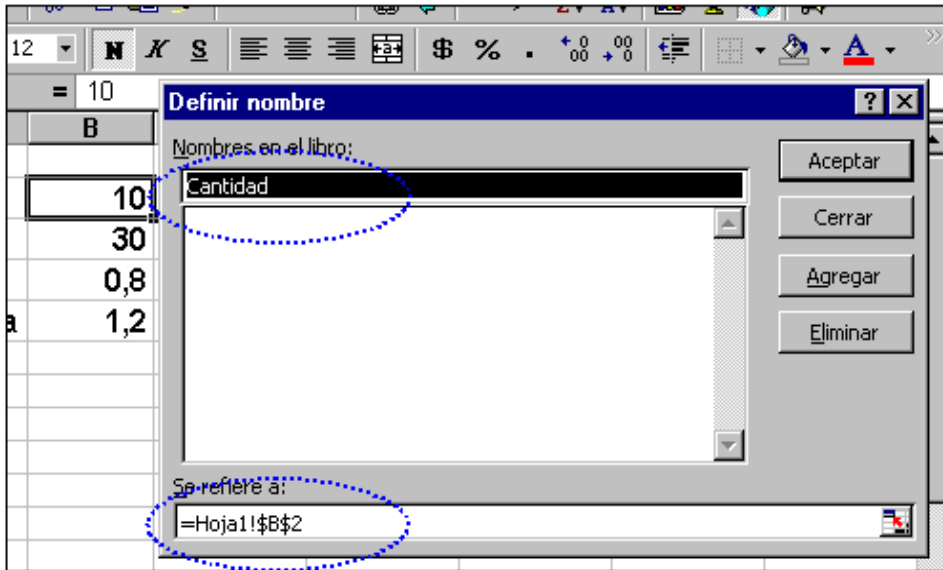 12 N K S $ % .
= 10
Definir nombre
B
Nombres en el libro:
Cantidad
Aceptar
10
Cerrar
30
0,8
Agregar
a 1,2
Eliminar
Se refiere a:
=Hoja1!$B$2